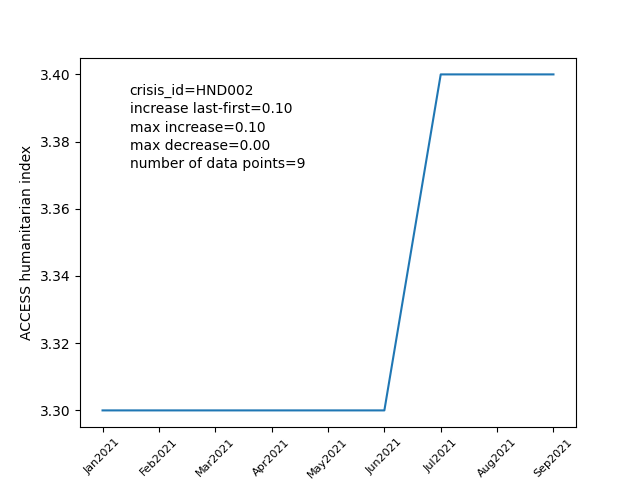 crisis_id=HND002
increase last-first=0.10
max increase=0.10
max decrease=0.00
number of data points=9
ACCESS humanitarian index
3.40
3.38
3.36
3.34
3.32
3.30
Jan2021
Feb2021
Mar2021
Apr2021
May2021
Jun2021
Jul2021
Aug2021
Sep2021